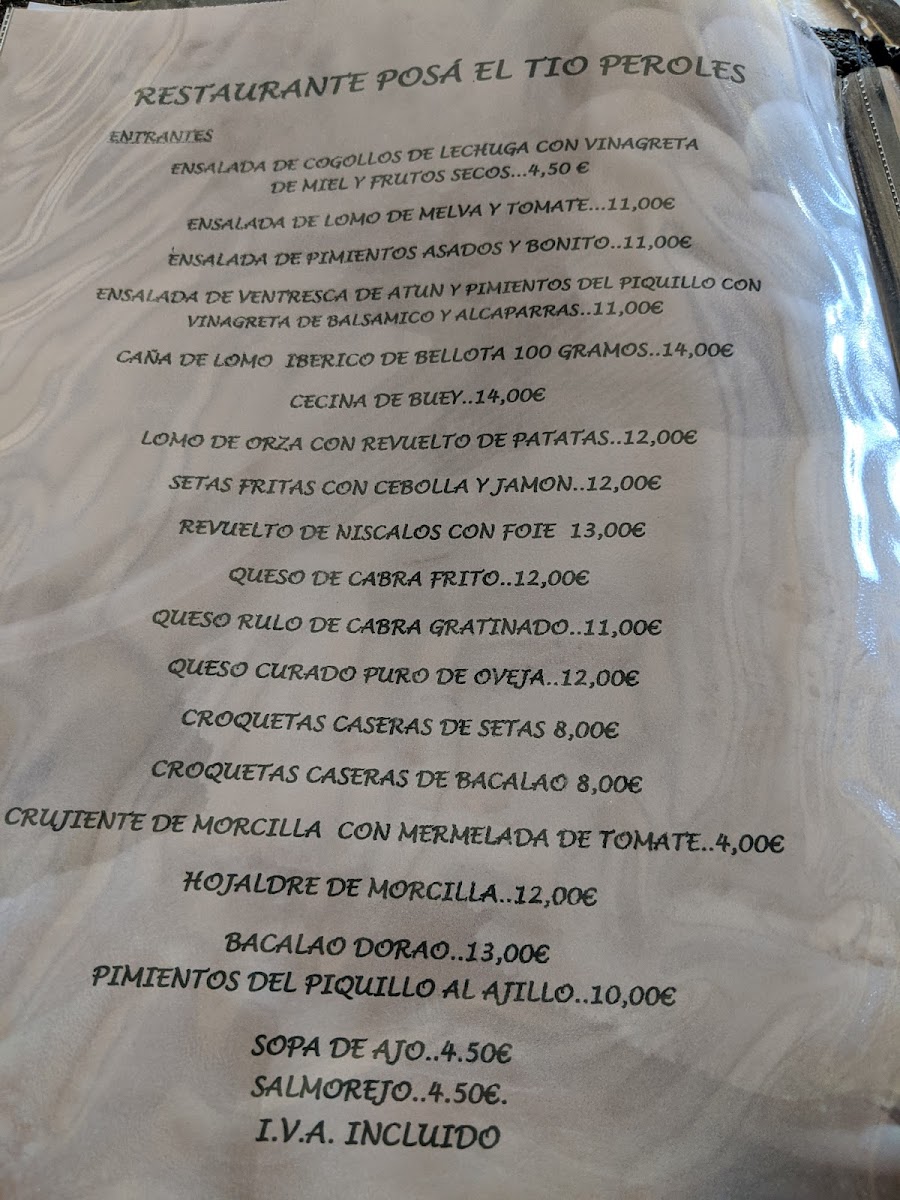 RESTAURANTE POSÁ EL TIO PEROLES
ENTRANTES
ENSALADA DE COGOLLOS DE LECHUGA CON VINAGRETA
DE MIEL Y FRUTOS SECOS...4,50 €
ENSALADA DE LOMO DE MELVA Y TOMATE...11,00€
ENSALADA DE PIMIENTOS ASADOS Y BONITO..11,00€
ENSALADA DE VENTRESCA DE ATUN Y PIMIENTOS DEL PIQUILLO CON
VINAGRETA DE BALSAMICO Y ALCAPARRAS..11,00€
CAÑA DE LOMO IBERICO DE BELLOTA 100 GRAMOS..14,00€
CECINA DE BUEY..14,00€
LOMO DE ORZA CON REVUELTO DE PATATAS..12,00€
SETAS FRITAS CON CEBOLLA Y JAMON..12,00€
REVUELTO DE NISCALOS CON FOIE 13,00€
QUESO DE CABRA FRITO..12,00€
QUESO RULO DE CABRA GRATINADO..11,00€
QUESO CURADO PURO DE OVEJA..12,00€
CROQUETAS CASERAS DE SETAS 8,00€
CROQUETAS CASERAS DE BACALAO 8,00€
CRUJIENTE DE MORCILLA CON MERMELADA DE TOMATE..4,00€
HOJALDRE DE MORCILLA..12,00€
BACALAO DORAO..13,00€
PIMIENTOS DEL PIQUILLO AL AJILLO..10,00€
SOPA DE AJO..4.50€
SALMOREJO..4.50€.
I.V.A. INCLUIDO